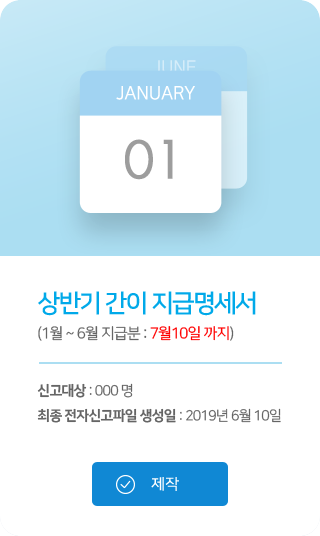 JUNE
JANUARY
01
상반기 간이 지급명세서
(1월 ~ 6월 지급분 : 7월10일 까지)
신고대상 : 000 명
최종 전자신고파일 생성일 : 2019년 6월 10일
제작